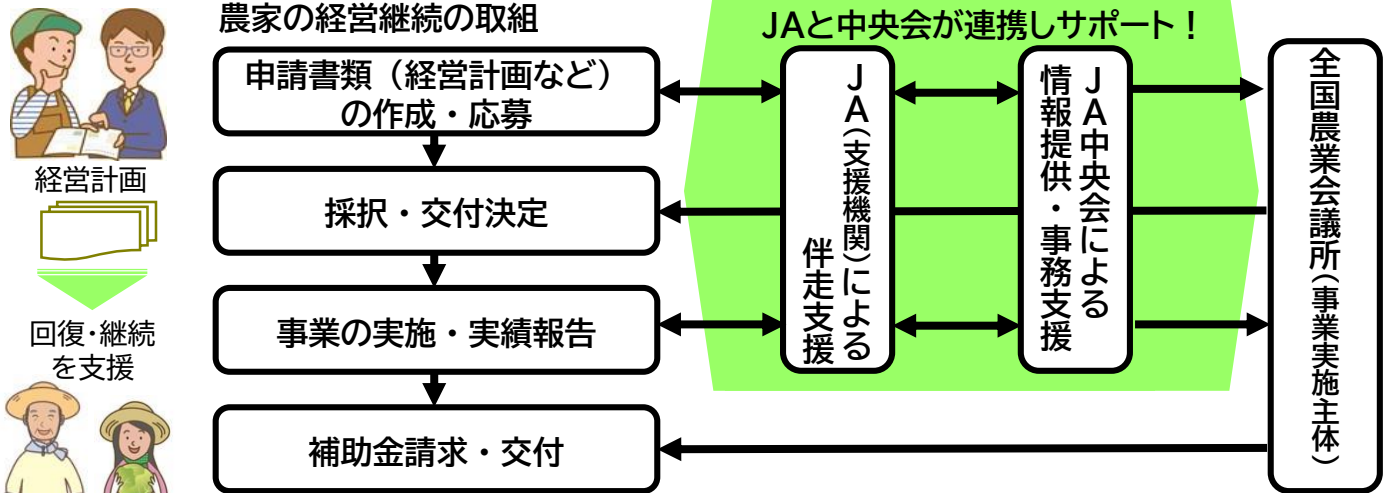 農家の経営継続の取組
JAと中央会が連携しサポート！
経営計画
回復・継続
を支援
申請書類（経営計画など）
の作成・応募
採択・交付決定
事業の実施・実績報告
補助金請求・交付
ＪＡ（支援機関）による
伴走支援
ＪＡ中央会による
情報提供・事務支援
全国農業会議所（事業実施主体）